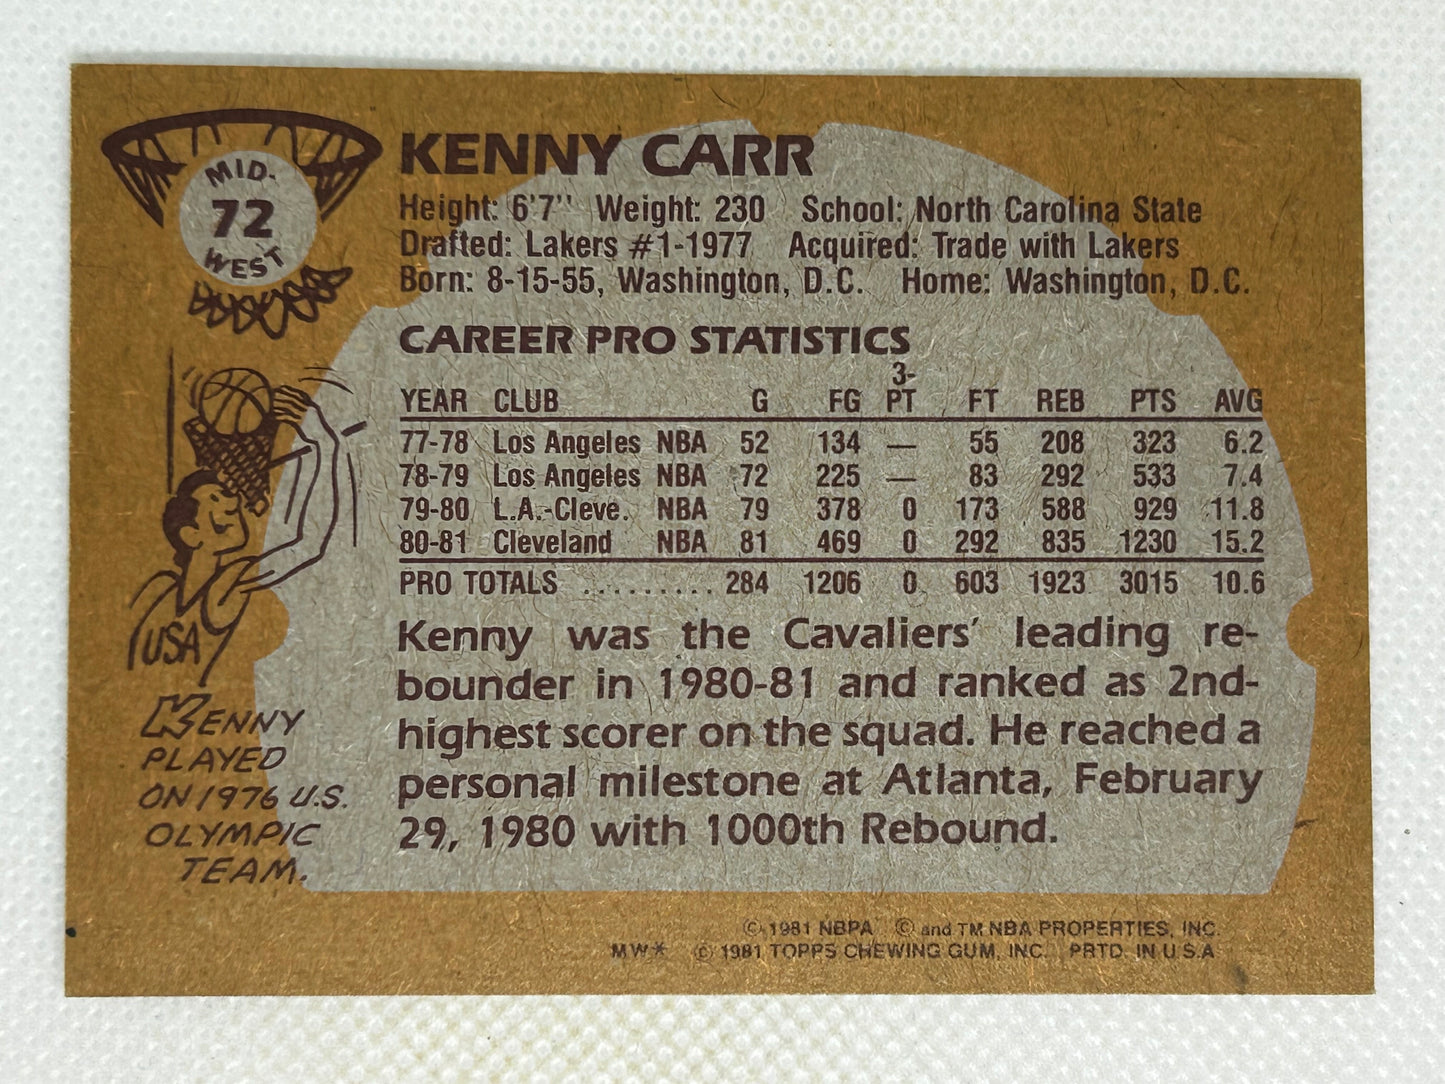 MID-
72
WEST
KENNY CARR
Height: 6'7'' Weight: 230 School: North Carolina State
Drafted: Lakers #1-1977 Acquired: Trade with Lakers
Born: 8-15-55, Washington, D.C. Home: Washington, D.C.
CAREER PRO STATISTICS
YEAR CLUB G FG 3-PT FT REB PTS AVG
77-78 Los Angeles NBA 52 134 — 55 208 323 6.2
78-79 Los Angeles NBA 72 225 — 83 292 533 7.4
79-80 L.A.-Cleve. NBA 79 378 0 173 588 929 11.8
80-81 Cleveland NBA 81 469 0 292 835 1230 15.2
PRO TOTALS ......... 284 1206 0 603 1923 3015 10.6
Kenny was the Cavaliers' leading re-
bounder in 1980-81 and ranked as 2nd-
highest scorer on the squad. He reached a
personal milestone at Atlanta, February
29, 1980 with 1000th Rebound.
USA
KENNY
PLAYED
ON 1976 U.S.
OLYMPIC
TEAM.
© 1981 NBPA © and TM NBA PROPERTIES, INC.
MW* © 1981 TOPPS CHEWING GUM, INC. PRTD. IN U.S.A